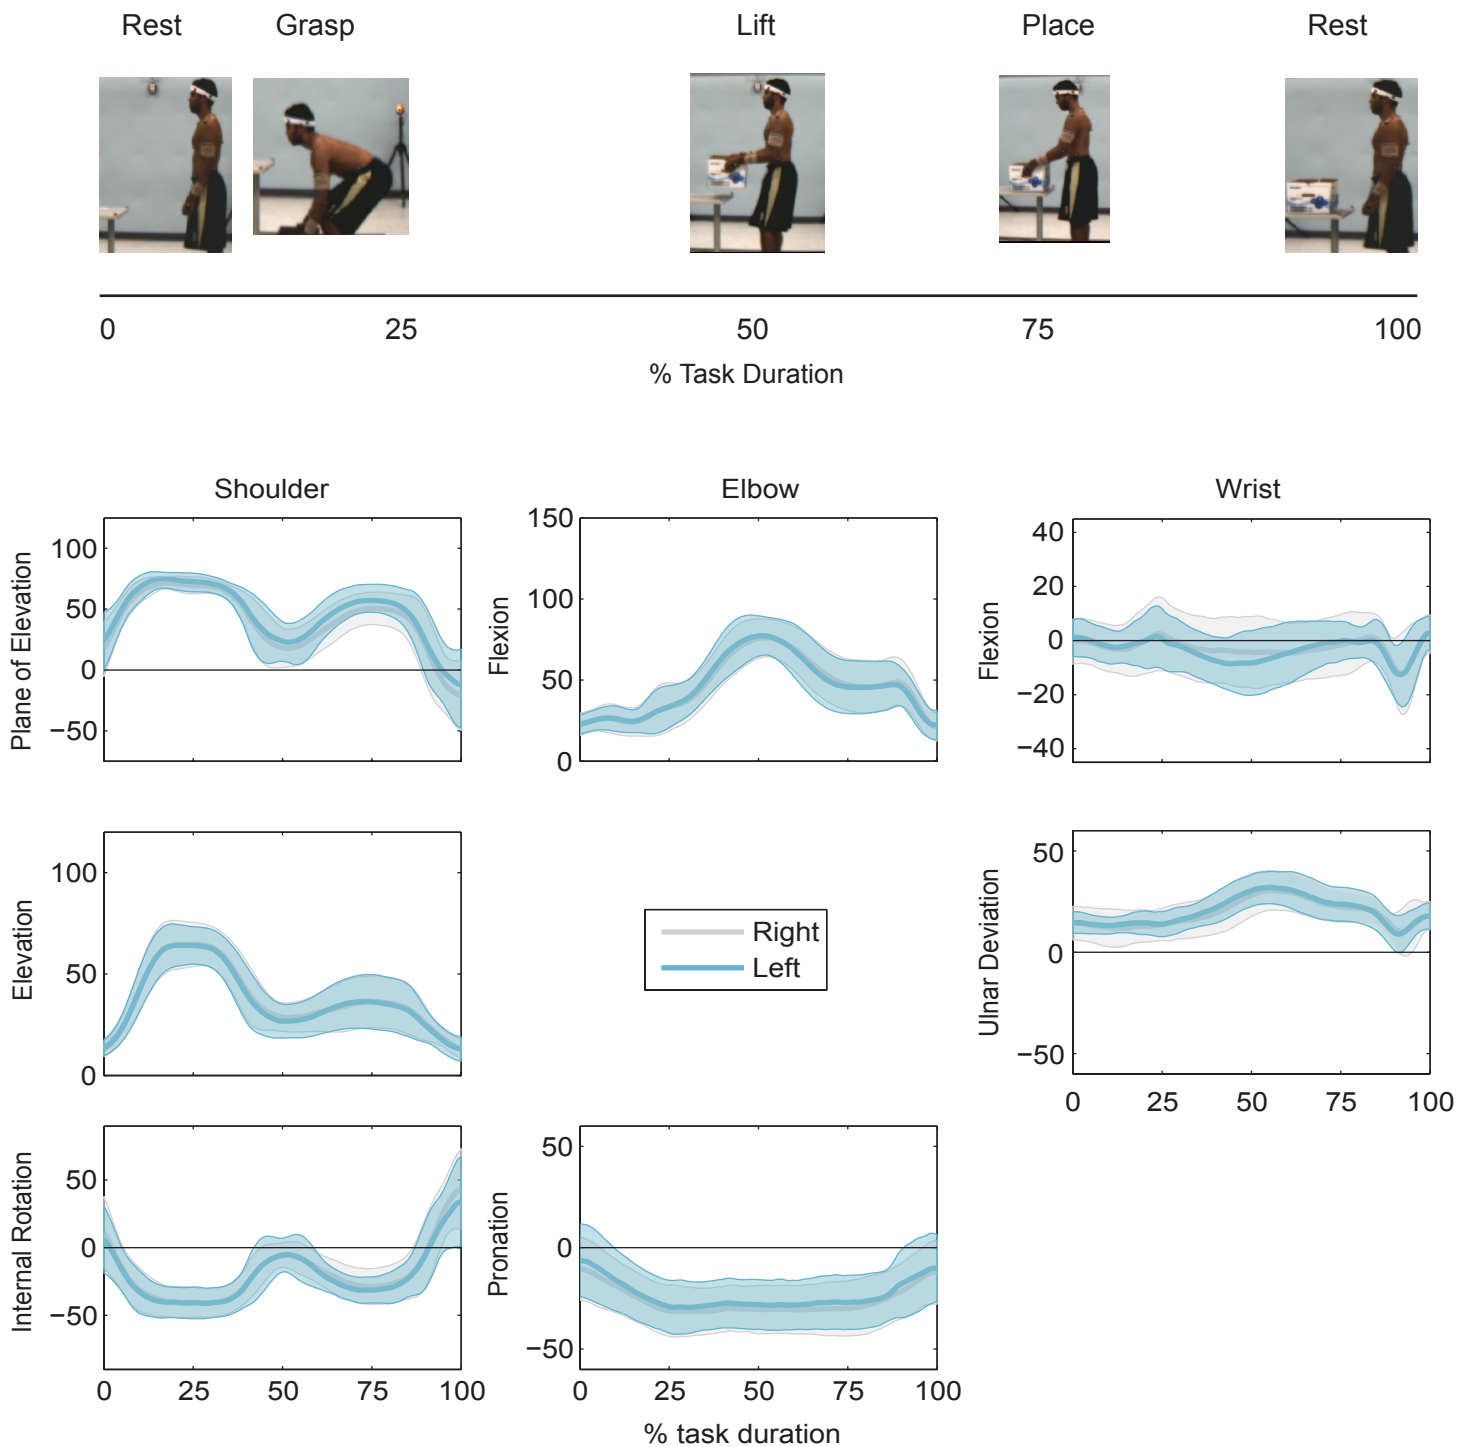 Rest Grasp Lift Place Rest
0 25 50 75 100
% Task Duration
Shoulder Elbow Wrist
Plane of Elevation
100
50
0
−50
Flexion
150
100
50
0
Flexion
40
20
0
−20
−40
Elevation
100
50
0
Right
Left
Ulnar Deviation
50
0
−50
0 25 50 75 100
Internal Rotation
50
0
−50
0 25 50 75 100
Pronation
50
0
−50
0 25 50 75 100
% task duration